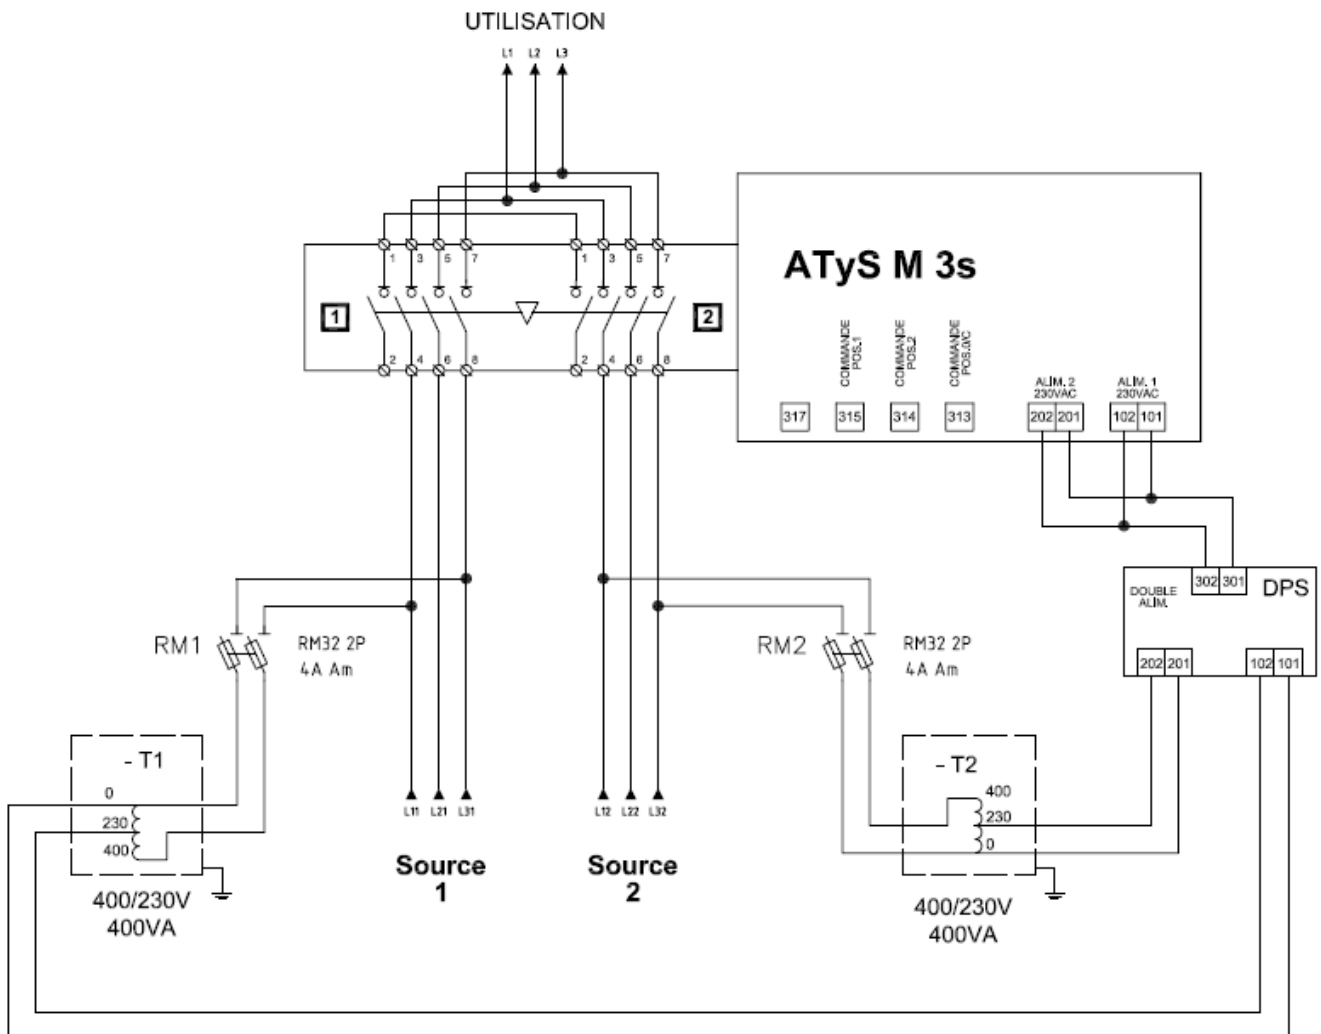 UTILISATION
L1 L2 L3
1 3 5 7 1 3 5 7
ATyS M 3s
1 2
COMMANDE
POS.1
COMMANDE
POS.2
COMMANDE
POS.0/C
2 4 6 8 2 4 6 8
ALIM. 2
230VAC
ALIM. 1
230VAC
317 315 314 313 202 201 102 101
302 301
DPS
DOUBLE
ALIM.
RM1
RM32 2P
4A Am
RM2
RM32 2P
4A Am
202 201 102 101
- T1
0
230
400
- T2
400
230
0
L11 L21 L31 L12 L22 L32
Source
1
Source
2
400/230V
400VA
400/230V
400VA